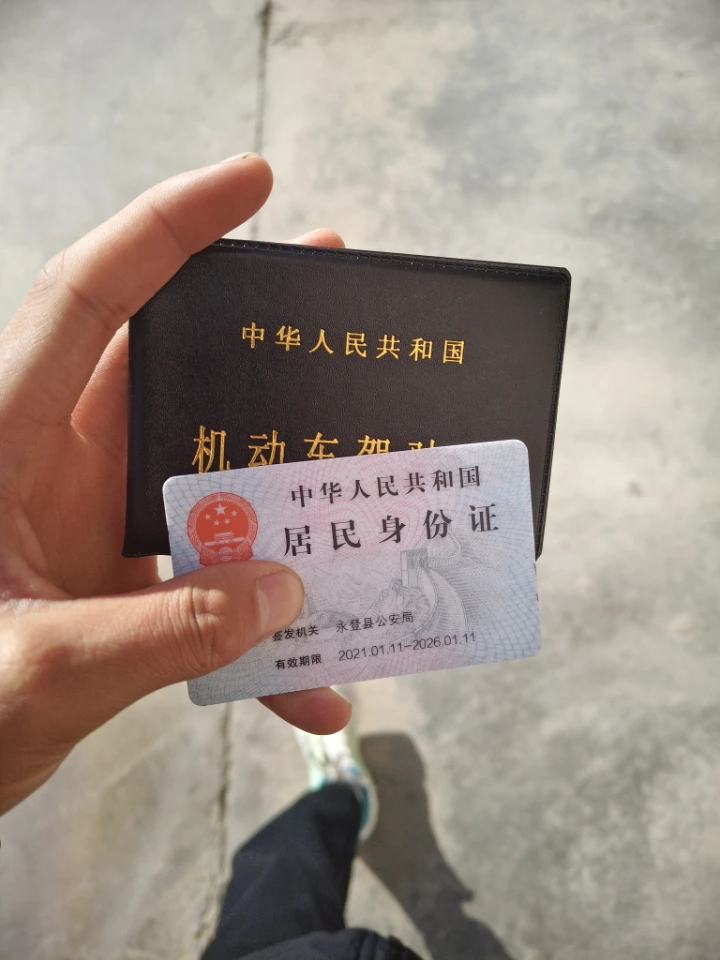 中华人民共和国
机动车驾
中华人民共和国
居民身份证
签发机关 永登县公安局
有效期限 2021.01.11-2026.01.11